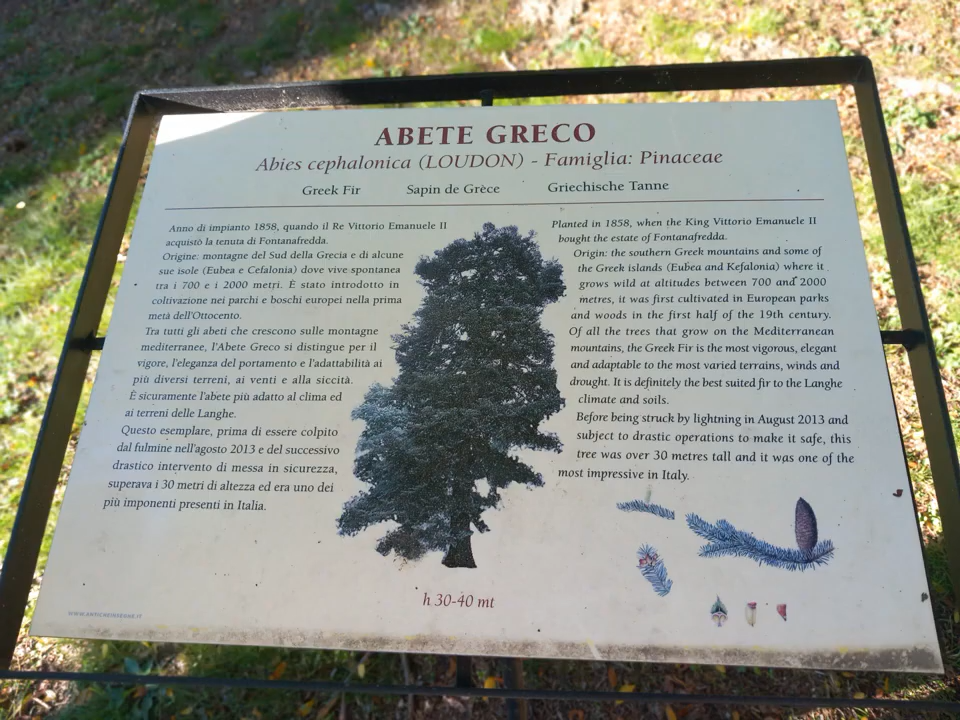 ABETE GRECO
Abies cephalonica (LOUDON) - Famiglia: Pinaceae
Greek Fir Sapin de Grèce Griechische Tanne
Anno di impianto 1858, quando il Re Vittorio Emanuele II
acquistò la tenuta di Fontanafredda.
Origine: montagne del Sud della Grecia e di alcune
sue isole (Eubea e Cefalonia) dove vive spontanea
tra i 700 e i 2000 metri. È stato introdotto in
coltivazione nei parchi e boschi europei nella prima
metà dell'Ottocento.
Tra tutti gli abeti che crescono sulle montagne
mediterranee, l'Abete Greco si distingue per il
vigore, l'eleganza del portamento e l'adattabilità ai
più diversi terreni, ai venti e alla siccità.
È sicuramente l'abete più adatto al clima ed
ai terreni delle Langhe.
Questo esemplare, prima di essere colpito
dal fulmine nell'agosto 2013 e del successivo
drastico intervento di messa in sicurezza,
superava i 30 metri di altezza ed era uno dei
più imponenti presenti in Italia.
Planted in 1858, when the King Vittorio Emanuele II
bought the estate of Fontanafredda.
Origin: the southern Greek mountains and some of
the Greek islands (Eubea and Kefalonia) where it
grows wild at altitudes between 700 and 2000
metres, it was first cultivated in European parks
and woods in the first half of the 19th century.
Of all the trees that grow on the Mediterranean
mountains, the Greek Fir is the most vigorous, elegant
and adaptable to the most varied terrains, winds and
drought. It is definitely the best suited fir to the Langhe
climate and soils.
Before being struck by lightning in August 2013 and
subject to drastic operations to make it safe, this
tree was over 30 metres tall and it was one of the
most impressive in Italy.
h 30-40 mt